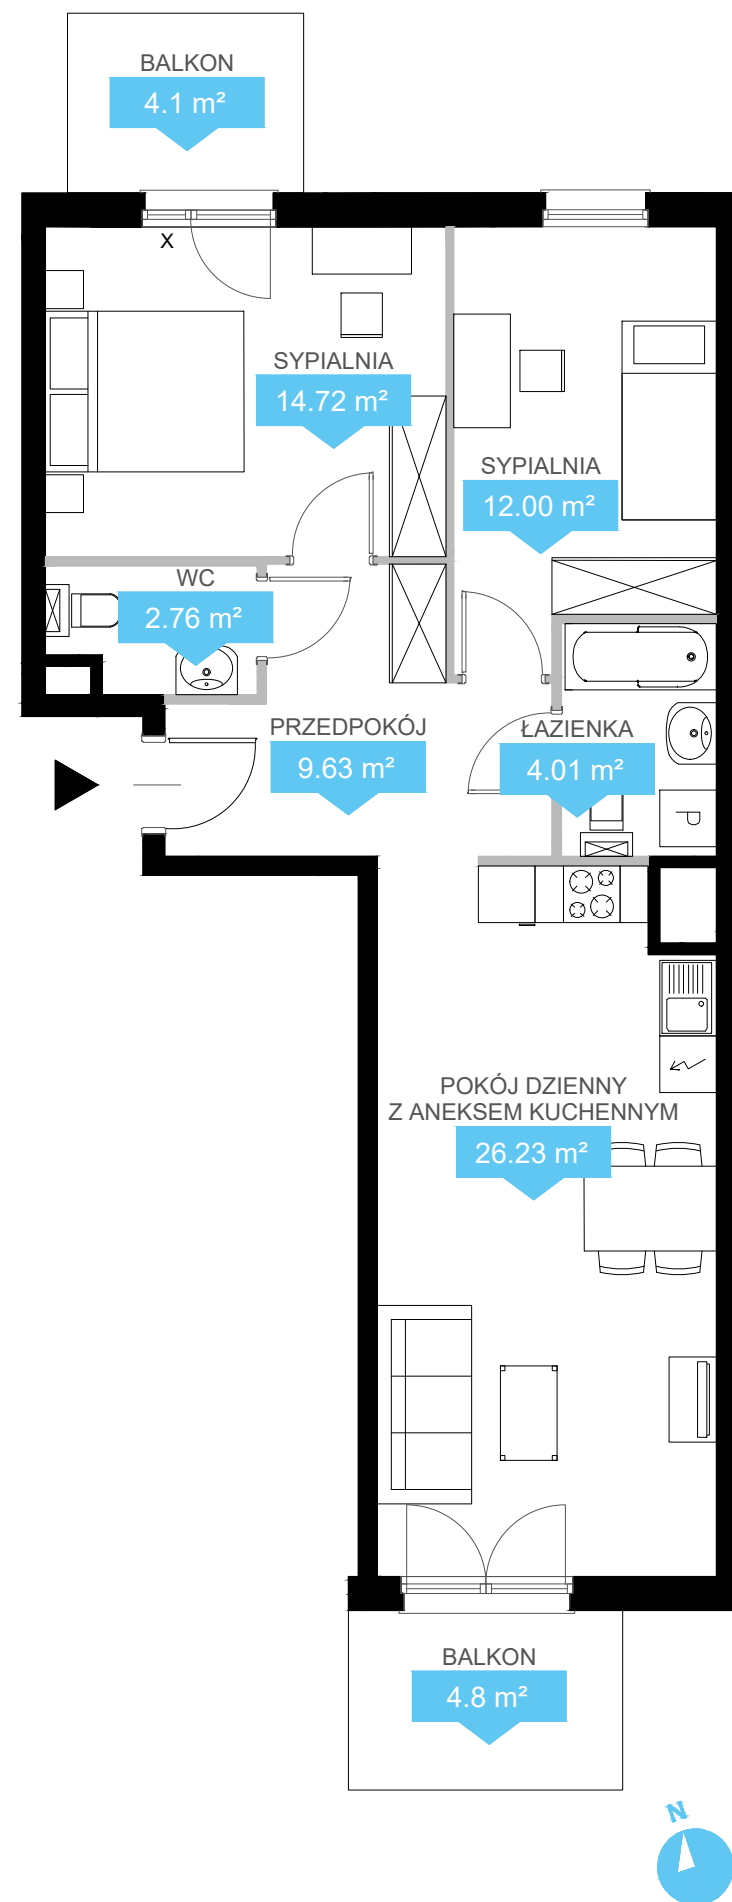 BALKON
4.1 m²
X
SYPIALNIA
14.72 m²
SYPIALNIA
12.00 m²
WC
2.76 m²
PRZEDPOKÓJ
9.63 m²
ŁAZIENKA
4.01 m²
P
POKÓJ DZIENNY
Z ANEKSEM KUCHENNYM
26.23 m²
BALKON
4.8 m²
N